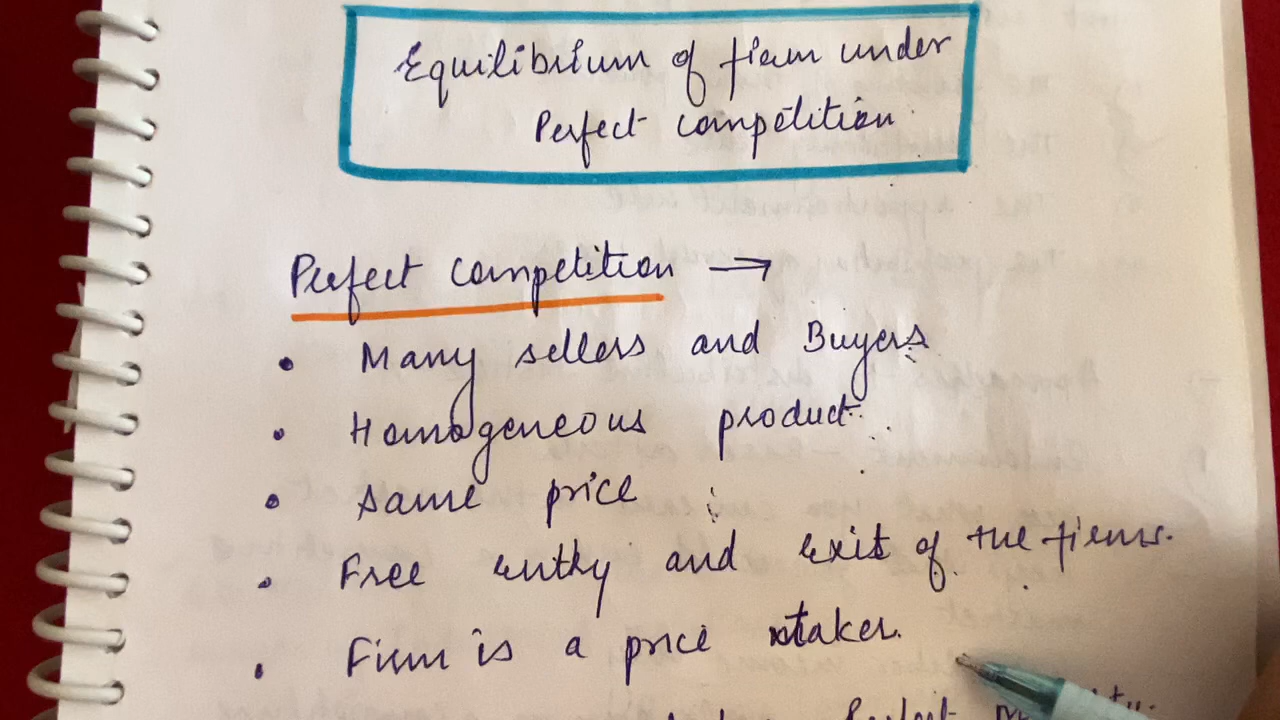 Equilibrium of firm under
Perfect competition
Perfect competition →
• Many sellers and Buyers
• Homogeneous product
• Same price
• Free entry and exit of the firms.
• Firm is a price taker.
Perfect